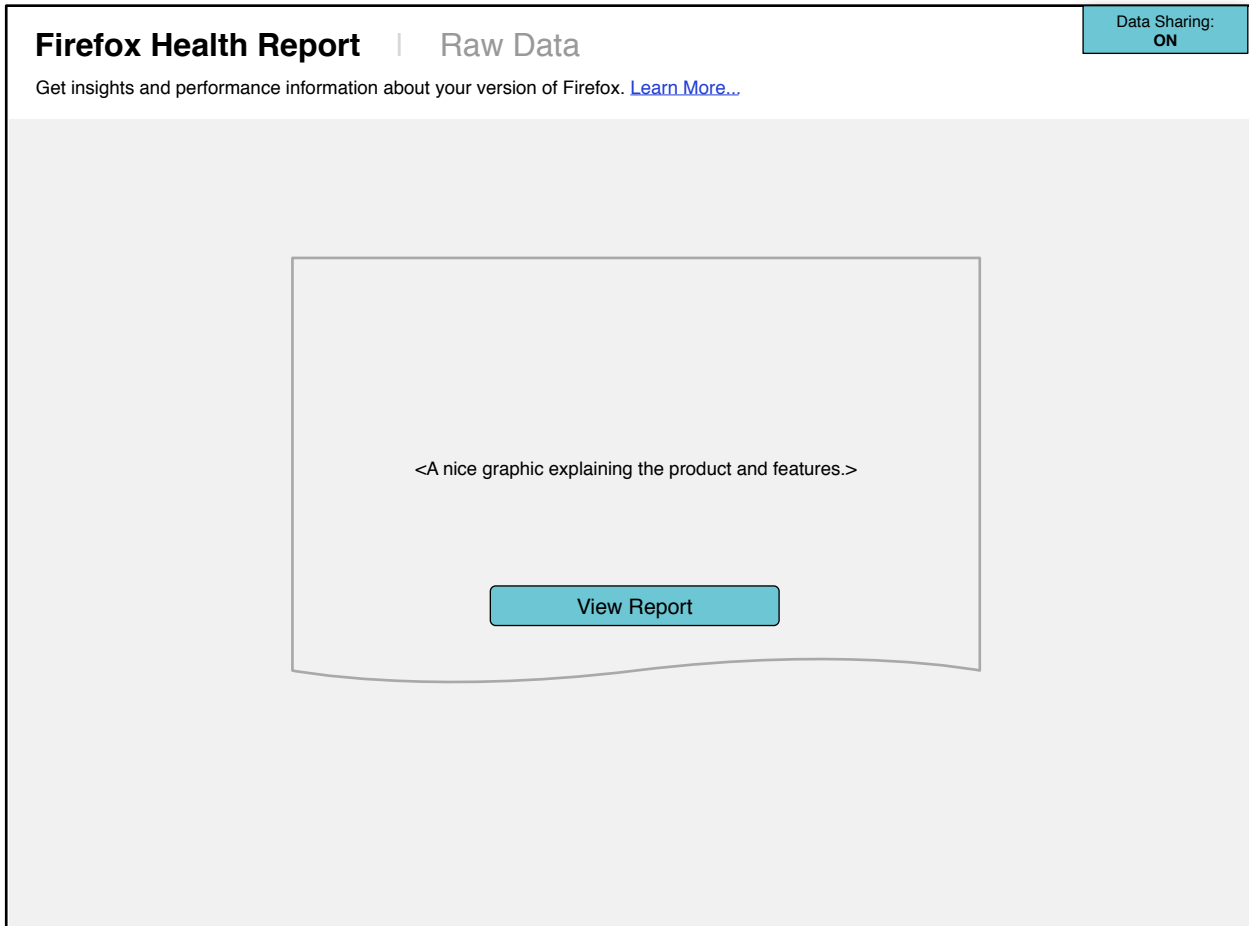 Data Sharing:
ON
Firefox Health Report | Raw Data
Get insights and performance information about your version of Firefox. Learn More...
<A nice graphic explaining the product and features.>
View Report